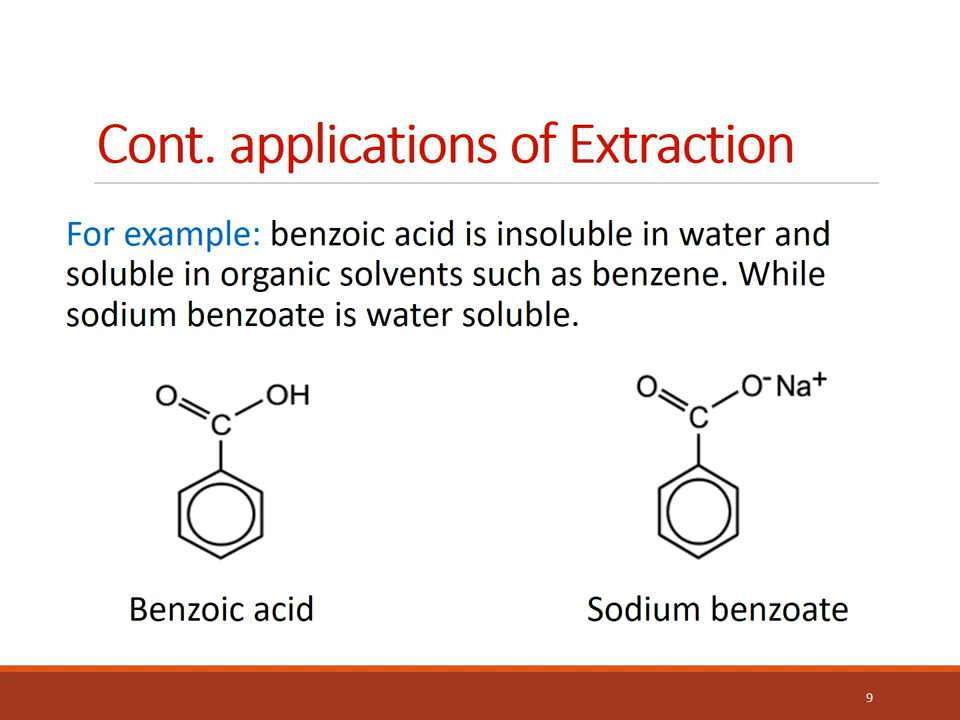 Cont. applications of Extraction
For example: benzoic acid is insoluble in water and
soluble in organic solvents such as benzene. While
sodium benzoate is water soluble.
O OH
C
O O⁻ Na⁺
C
Benzoic acid
Sodium benzoate
9